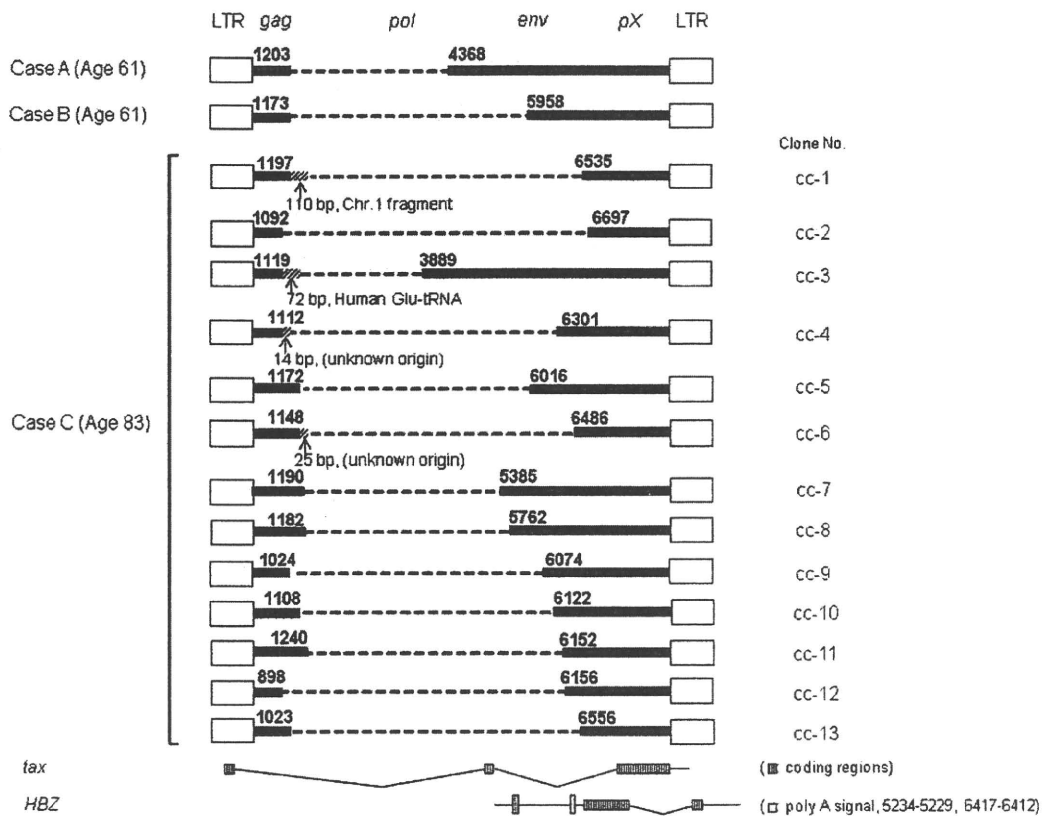 LTR gag pol env pX LTR
Case A (Age 61) 1203 4368
Case B (Age 61) 1173 5958
Clone No.
1197 6535 cc-1
110 bp, Chr.1 fragment
1092 6697 cc-2
1119 3889 cc-3
72 bp, Human Glu-tRNA
1112 6301 cc-4
14 bp, (unknown origin)
1172 6016 cc-5
Case C (Age 83) 1148 6486 cc-6
25 bp, (unknown origin)
1190 5385 cc-7
1182 5762 cc-8
1024 6074 cc-9
1108 6122 cc-10
1240 6152 cc-11
898 6156 cc-12
1023 6556 cc-13
tax ( coding regions)
HBZ ( poly A signal, 5234-5229, 6417-6412)